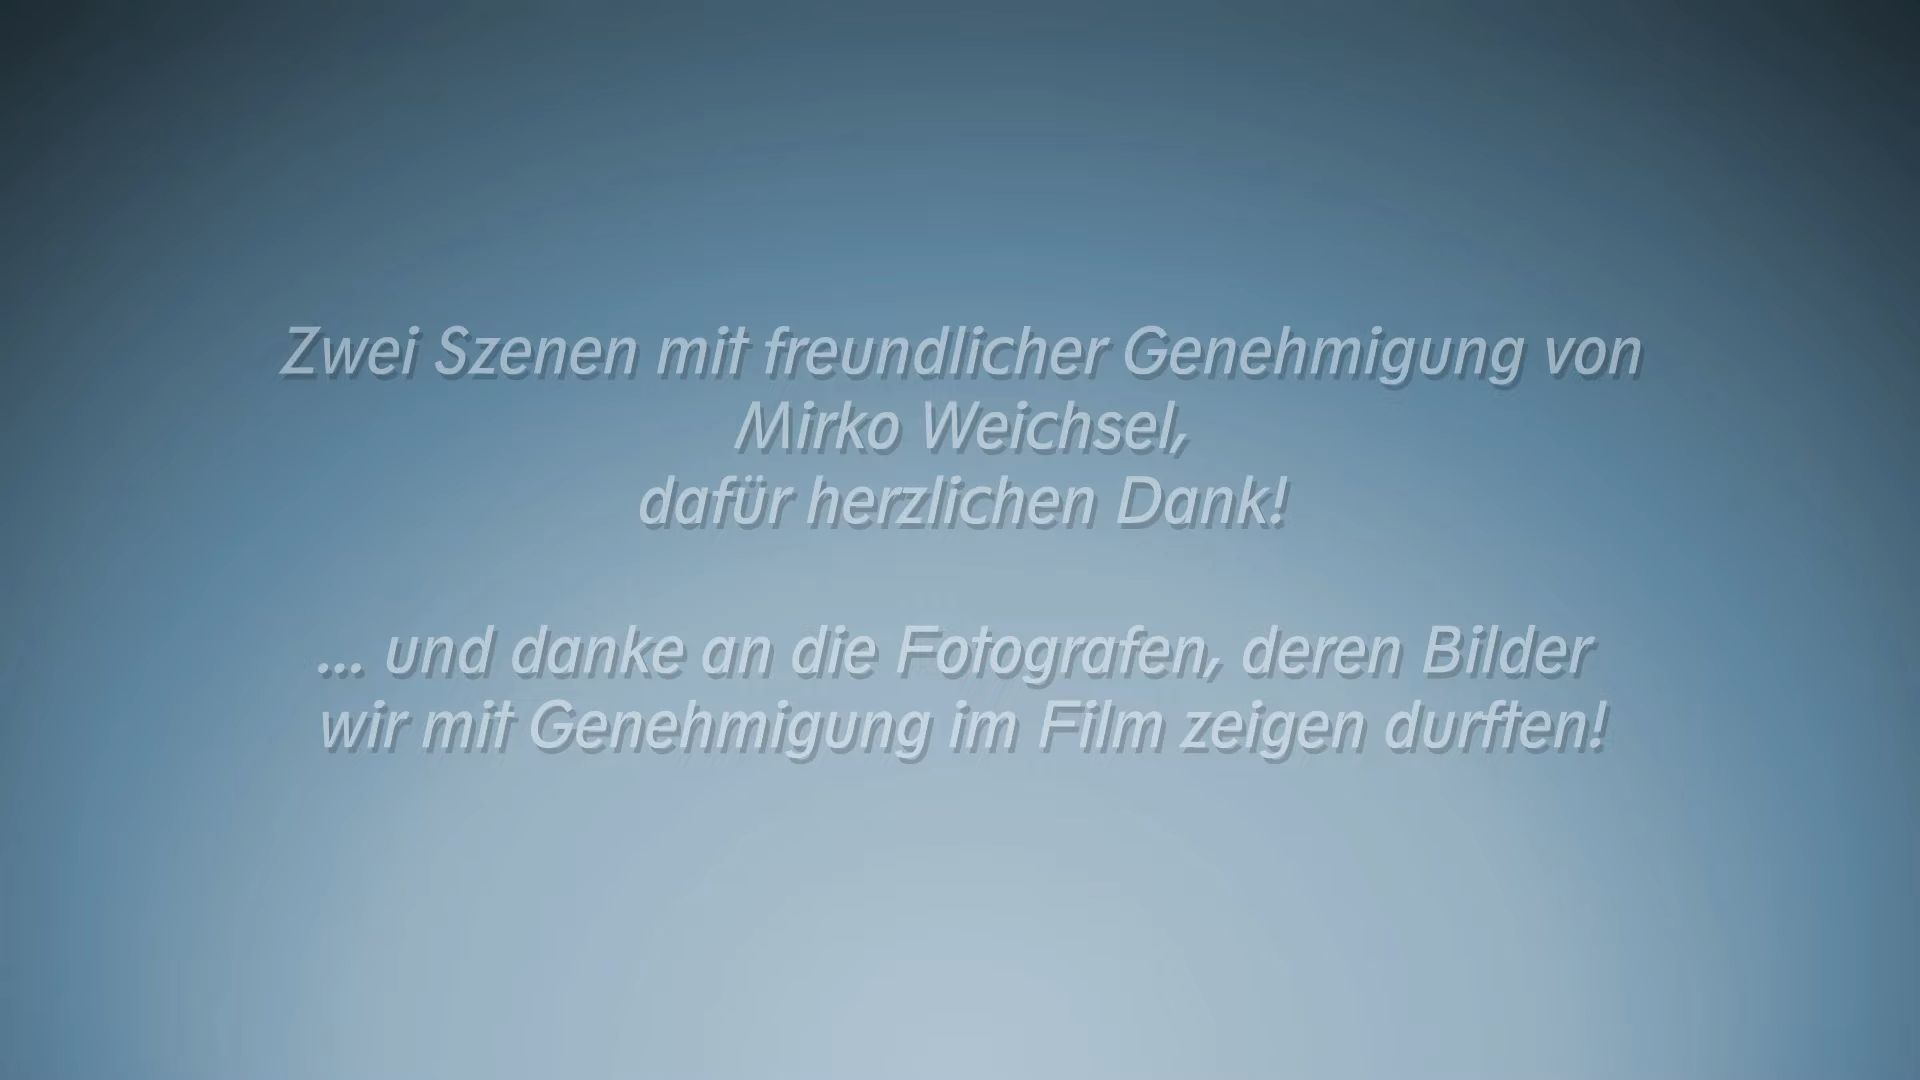 Zwei Szenen mit freundlicher Genehmigung von
Mirko Weichsel,
dafür herzlichen Dank!
... und danke an die Fotografen, deren Bilder
wir mit Genehmigung im Film zeigen durften!